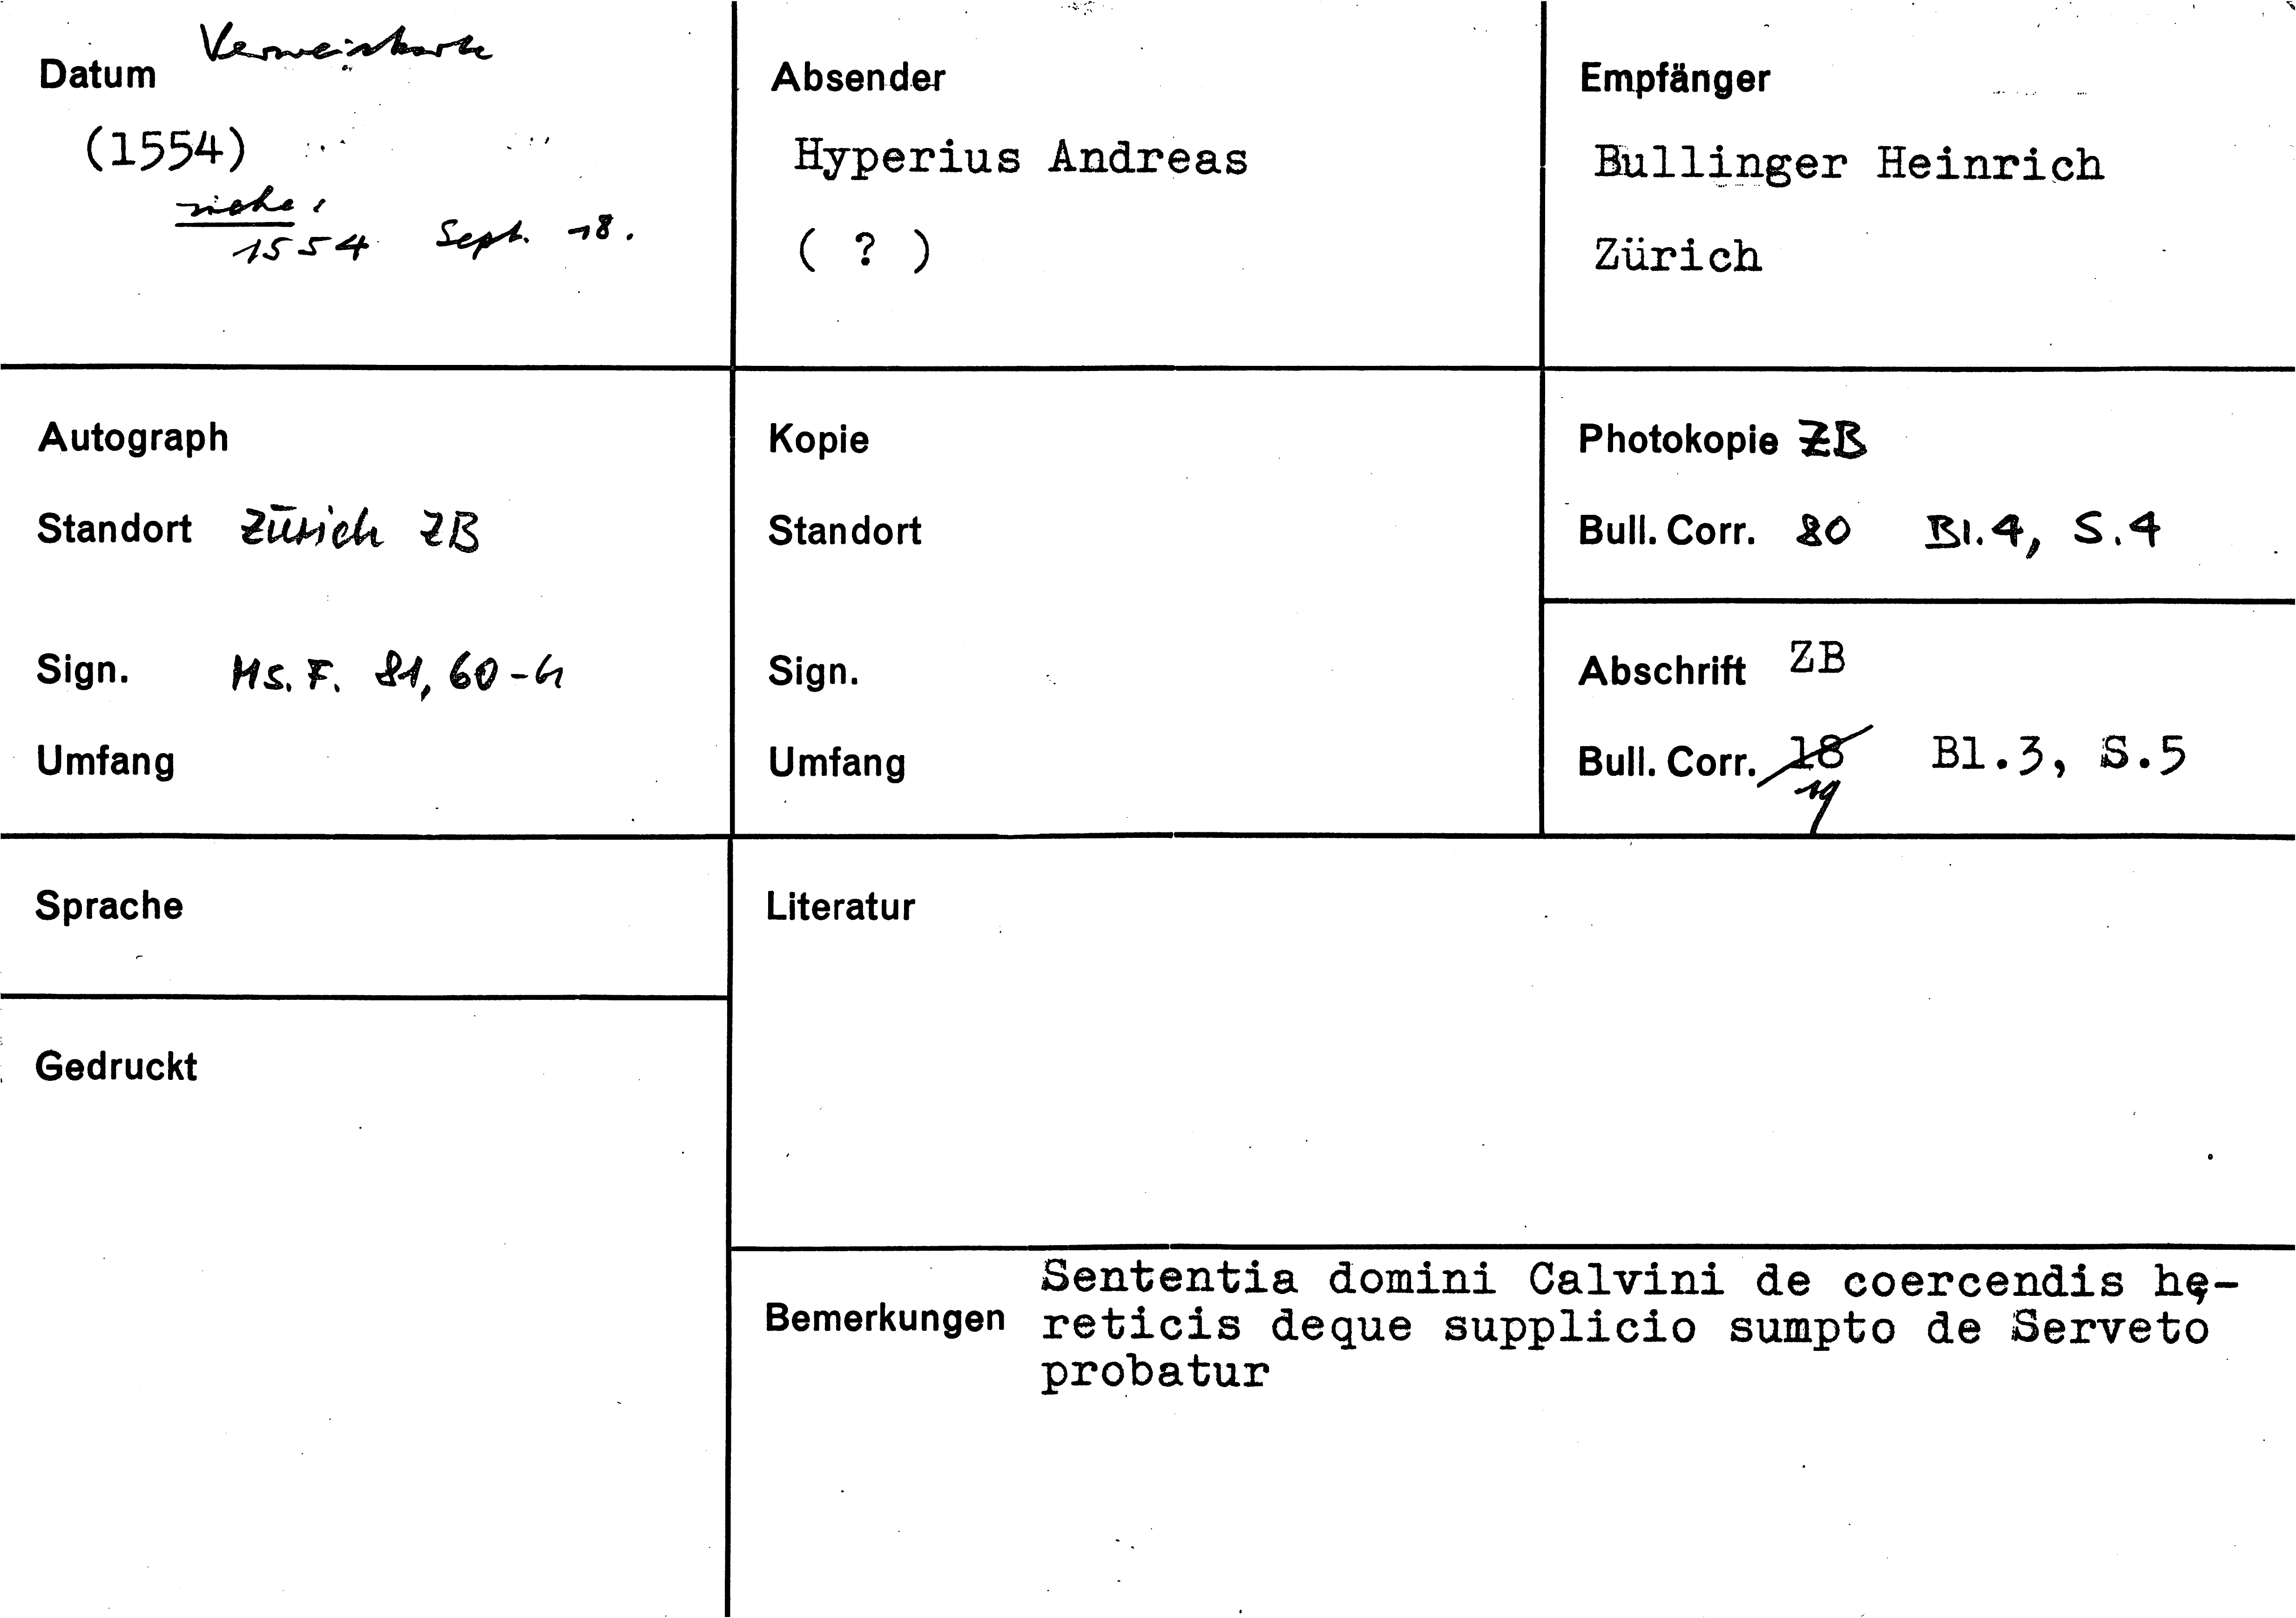 Verweiskarte
Datum
(1554)
siehe:
1554 Sept. 18.
Absender
Hyperius Andreas
( ? )
Empfänger
Bullinger Heinrich
Zürich
Autograph
Standort Zürich ZB
Sign. Hs. F. 81, 60-61
Umfang
Kopie
Standort
Sign.
Umfang
Photokopie ZB
Bull. Corr. 80 Bl.4, S.4
Abschrift ZB
Bull. Corr. 18 Bl.3, S.5
19
Sprache
Gedruckt
Literatur
Bemerkungen
Sententia domini Calvini de coercendis hę-
reticis deque supplicio sumpto de Serveto
probatur